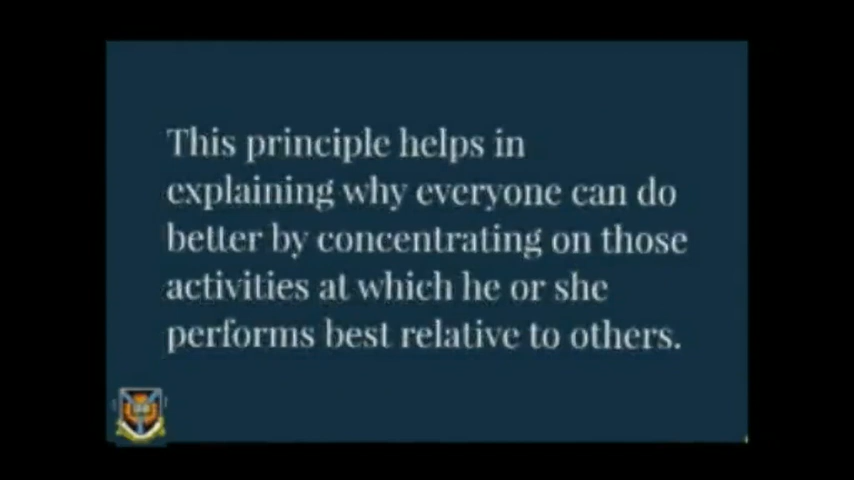 This principle helps in
explaining why everyone can do
better by concentrating on those
activities at which he or she
performs best relative to others.